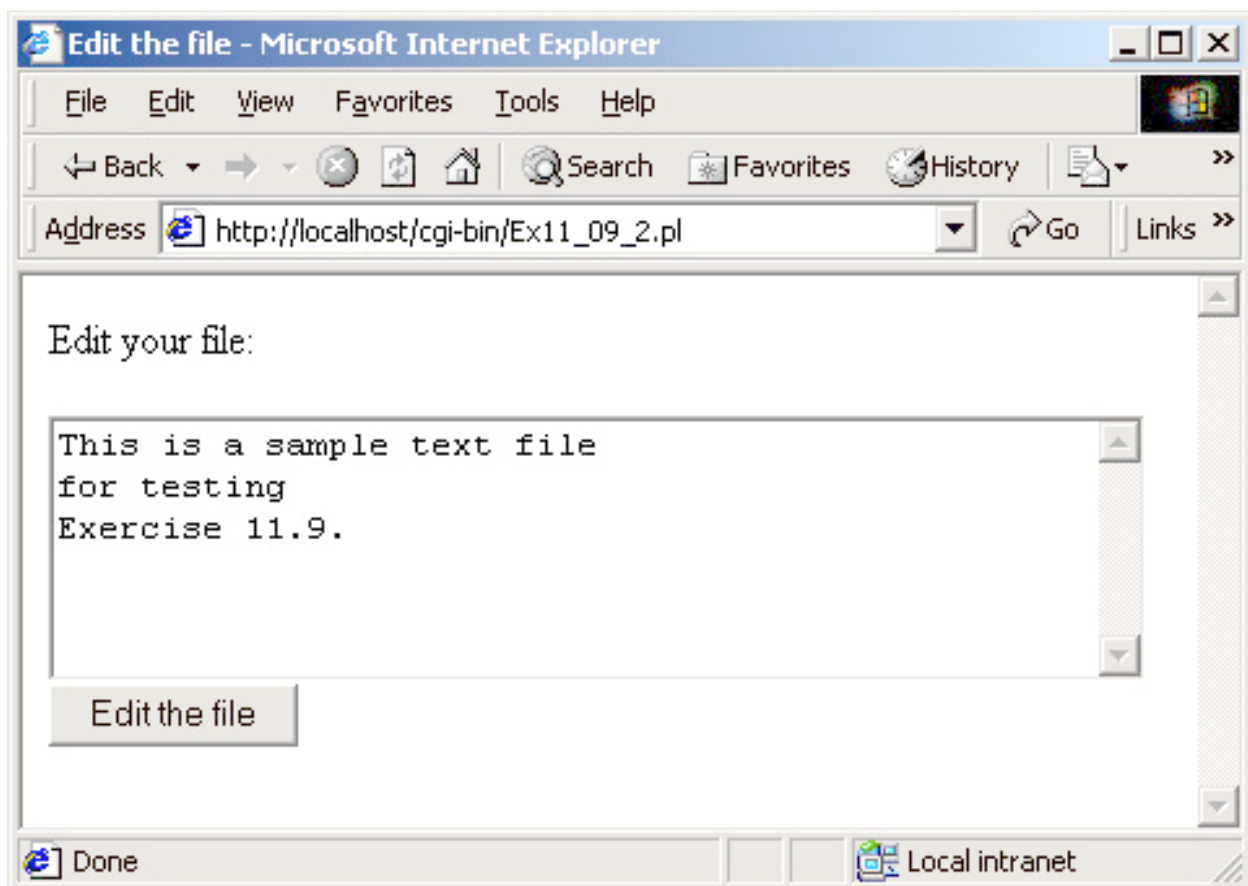 Edit the file - Microsoft Internet Explorer
File Edit View Favorites Tools Help
Back Search Favorites History »
Address http://localhost/cgi-bin/Ex11_09_2.pl Go Links »
Edit your file:
This is a sample text file
for testing
Exercise 11.9.
Edit the file
Done Local intranet